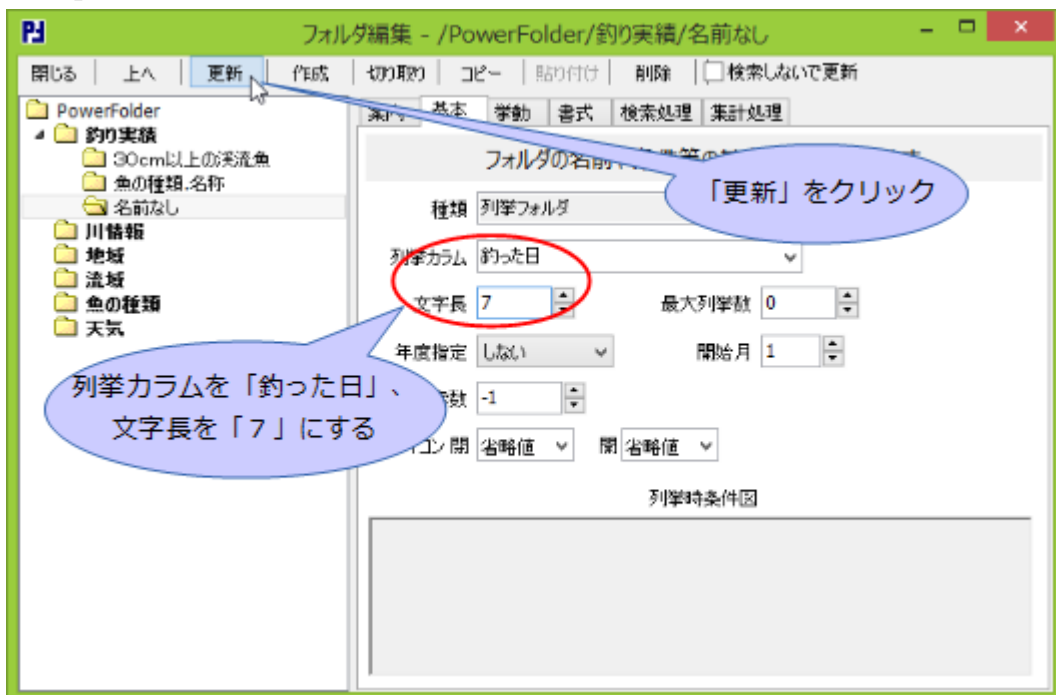 フォルダ編集 - /PowerFolder/釣り実績/名前なし
閉じる 上へ 更新 作成 切り取り コピー 貼り付け 削除 検索しないで更新
PowerFolder
釣り実績
30cm以上の渓流魚
魚の種類.名称
名前なし
川情報
地域
流域
魚の種類
天気
案内 基本 挙動 書式 検索処理 集計処理
フォルダの名前
「更新」をクリック
種類 列挙フォルダ
列挙カラム 釣った日
文字長 7 最大列挙数 0
年度指定 しない 開始月 1
数 -1
コン 閉 省略値 開 省略値
列挙カラムを「釣った日」、
文字長を「7」にする
列挙時条件図